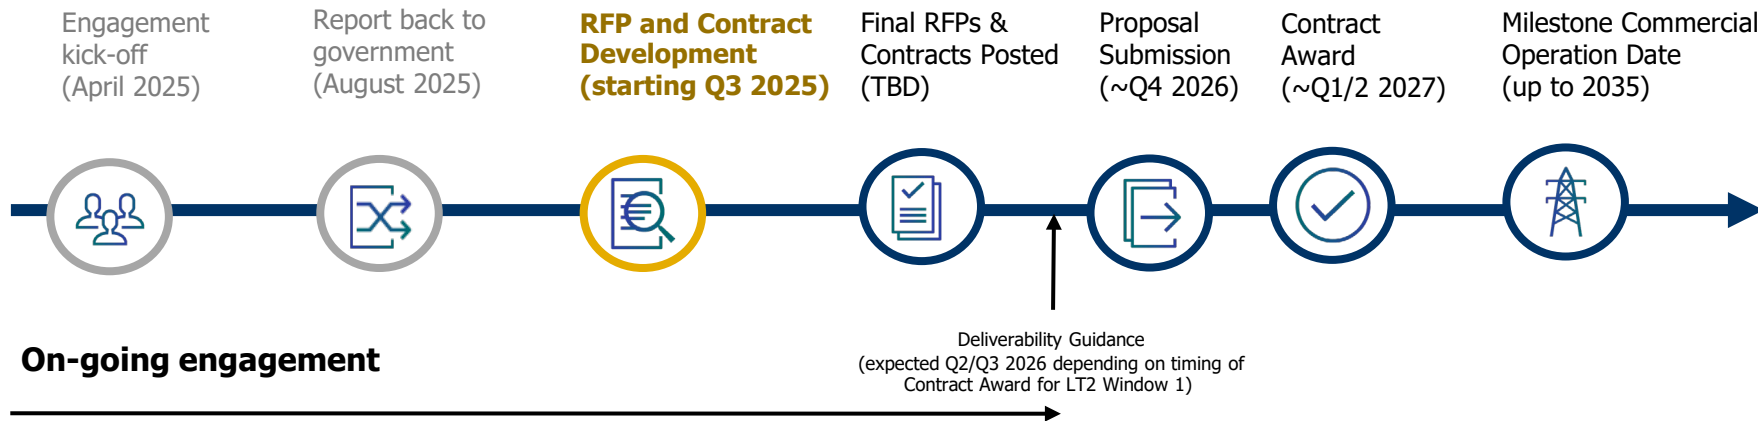 Engagement
kick-off
(April 2025)
Report back to
government
(August 2025)
RFP and Contract
Development
(starting Q3 2025)
Final RFPs &
Contracts Posted
(TBD)
Proposal
Submission
(~Q4 2026)
Contract
Award
(~Q1/2 2027)
Milestone Commercial
Operation Date
(up to 2035)
Deliverability Guidance
(expected Q2/Q3 2026 depending on timing of
Contract Award for LT2 Window 1)
On-going engagement